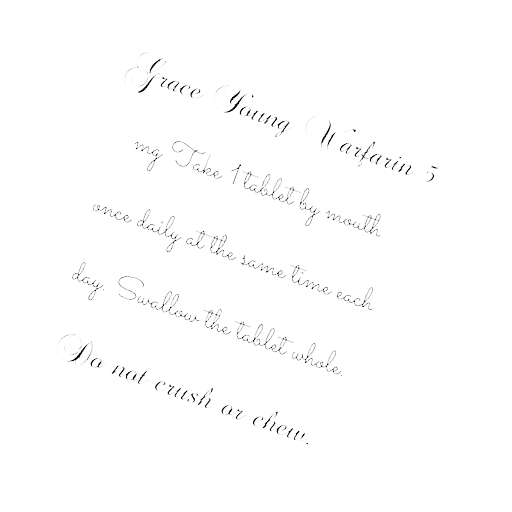 Grace Young Warfarin 5
mg Take 1 tablet by mouth
once daily at the same time each
day. Swallow the tablet whole.
Do not crush or chew.